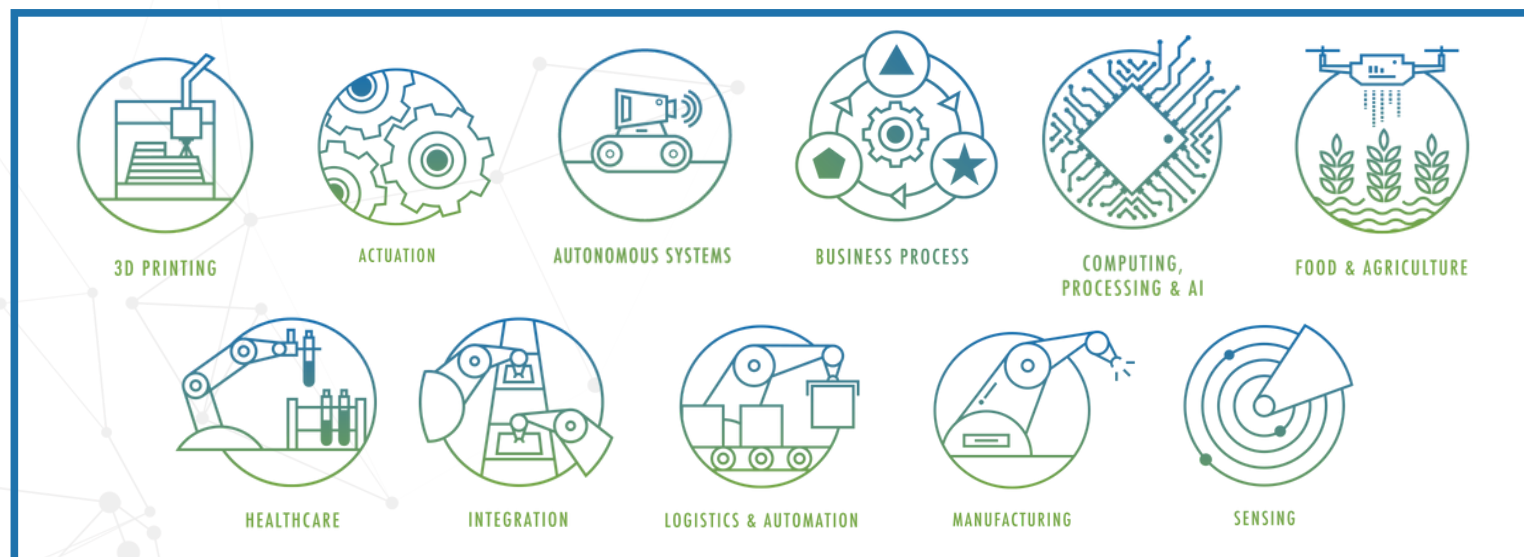 3D PRINTING
ACTUATION
AUTONOMOUS SYSTEMS
BUSINESS PROCESS
COMPUTING,
PROCESSING & AI
FOOD & AGRICULTURE
HEALTHCARE
INTEGRATION
LOGISTICS & AUTOMATION
MANUFACTURING
SENSING